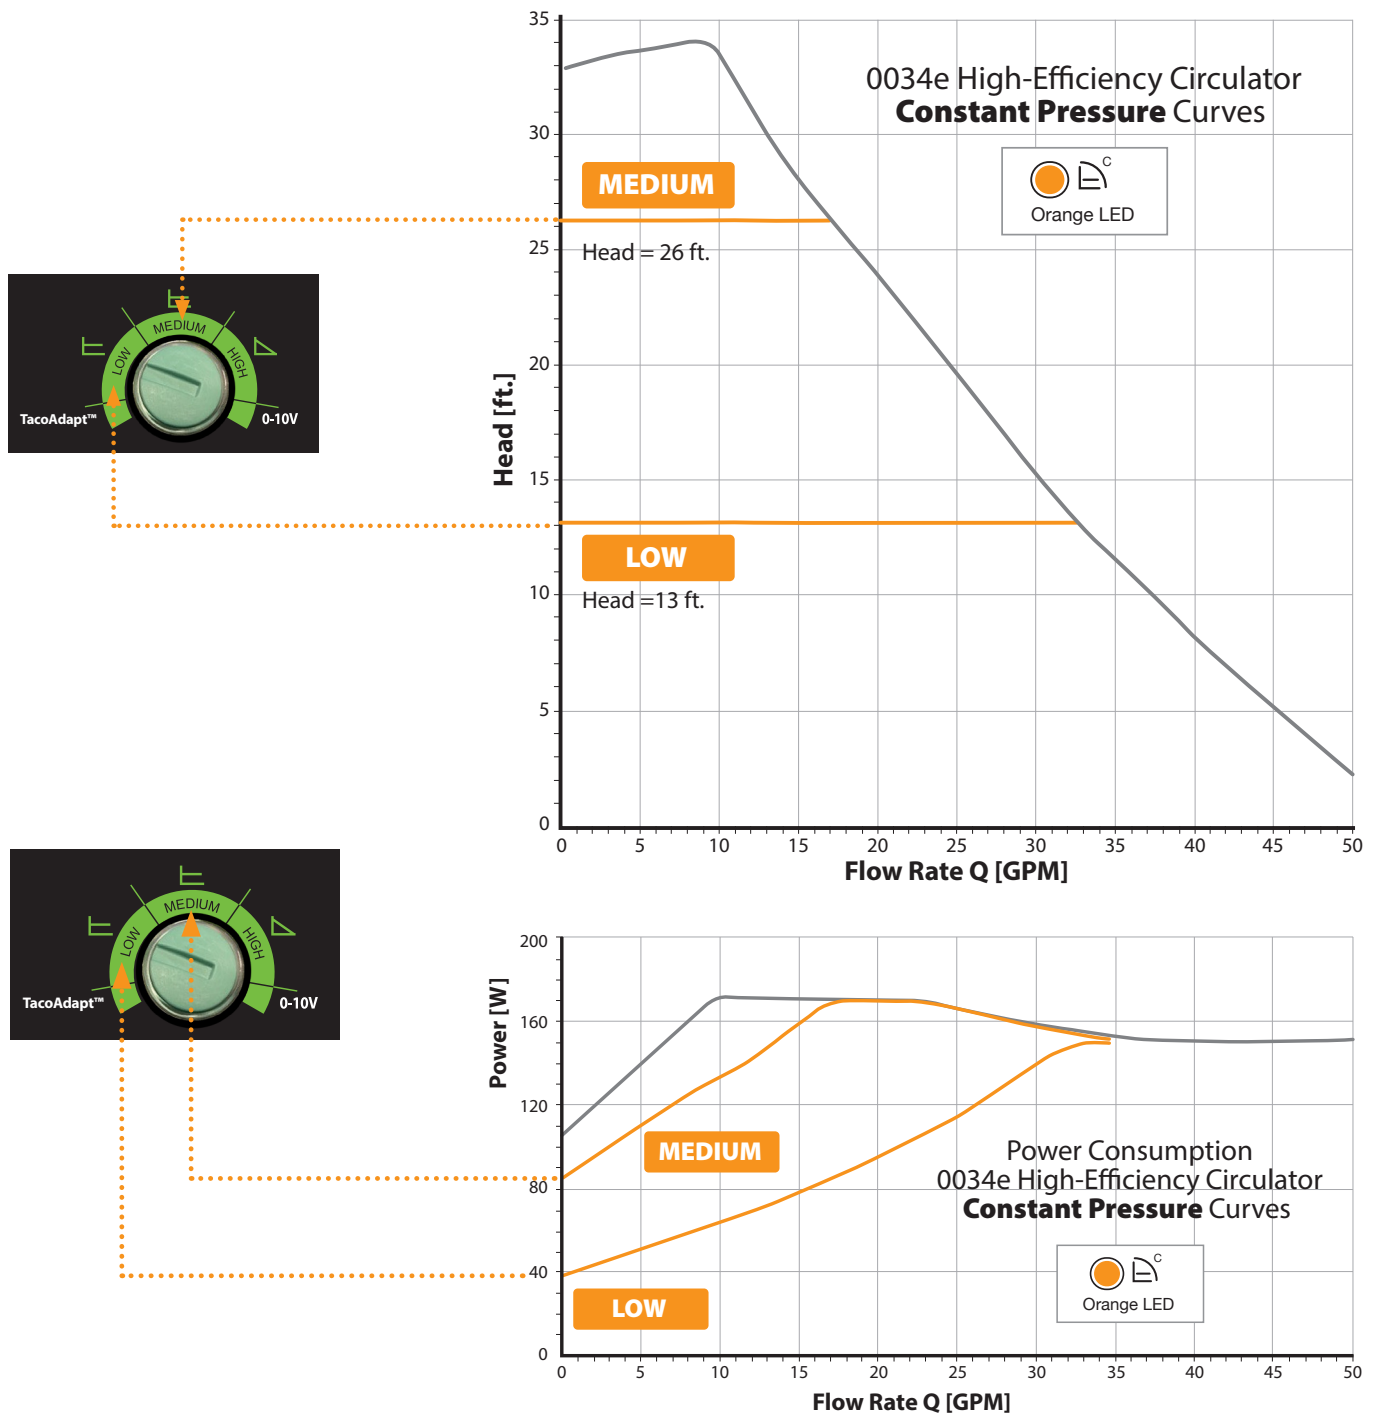 35
30
25
20
15
10
5
0
Head [ft.]
0034e High-Efficiency Circulator
Constant Pressure Curves
C
Orange LED
MEDIUM
Head = 26 ft.
LOW
Head =13 ft.
0 5 10 15 20 25 30 35 40 45 50
Flow Rate Q [GPM]
LOW
MEDIUM
HIGH
TacoAdapt™
0-10V
LOW
MEDIUM
HIGH
TacoAdapt™
0-10V
200
160
120
80
40
0
Power [W]
MEDIUM
LOW
Power Consumption
0034e High-Efficiency Circulator
Constant Pressure Curves
C
Orange LED
0 5 10 15 20 25 30 35 40 45 50
Flow Rate Q [GPM]